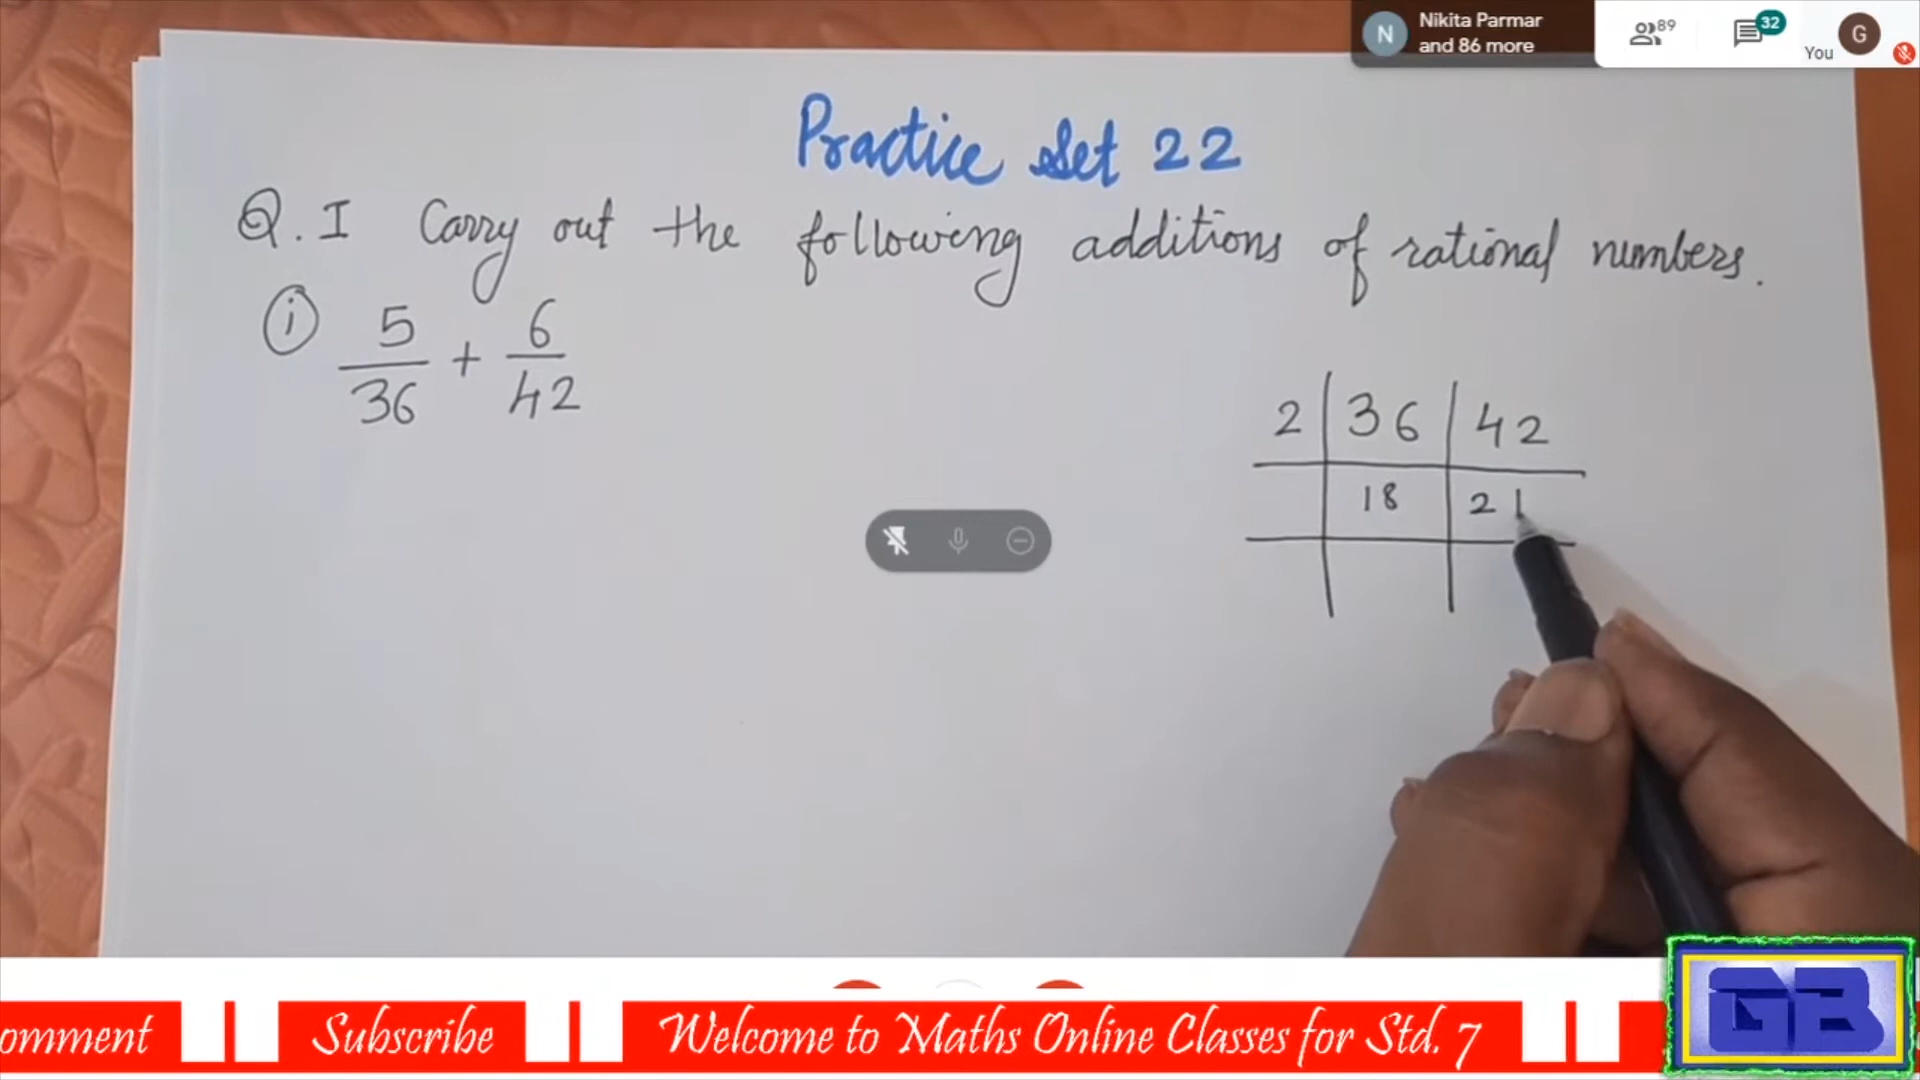 Nikita Parmar
and 86 more
89
32
You
G
N
Practice Set 22
Q.I Carry out the following additions of rational numbers.
(i) 5/36 + 6/42
2 | 36 | 42
18 | 21
omment
Subscribe
Welcome to Maths Online Classes for Std. 7
GB